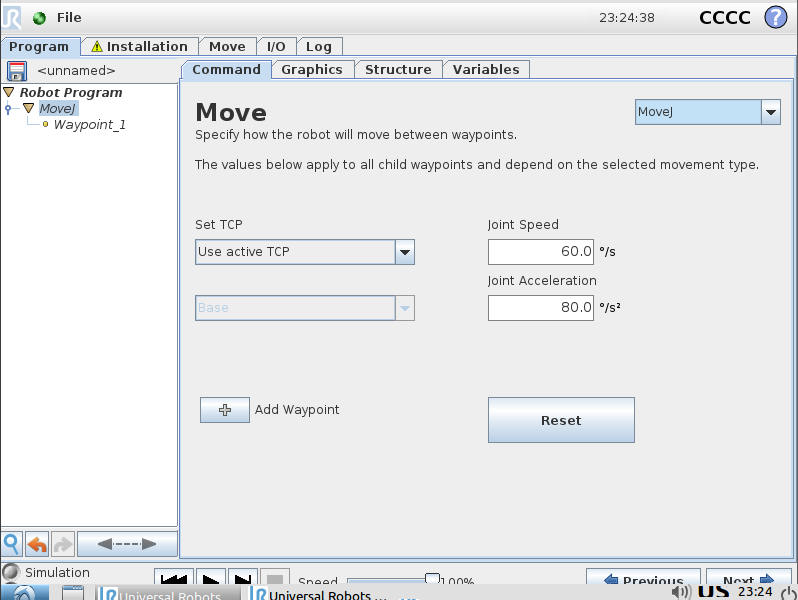 File 23:24:38 CCCC ?
Program Installation Move I/O Log
<unnamed> Command Graphics Structure Variables
Robot Program
MoveJ
Waypoint_1
Move MoveJ
Specify how the robot will move between waypoints.
The values below apply to all child waypoints and depend on the selected movement type.
Set TCP Joint Speed
Use active TCP 60.0 °/s
Joint Acceleration
Base 80.0 °/s²
Add Waypoint Reset
Simulation
Speed 100% Previous Next
Universal Robots Universal Robots US 23:24